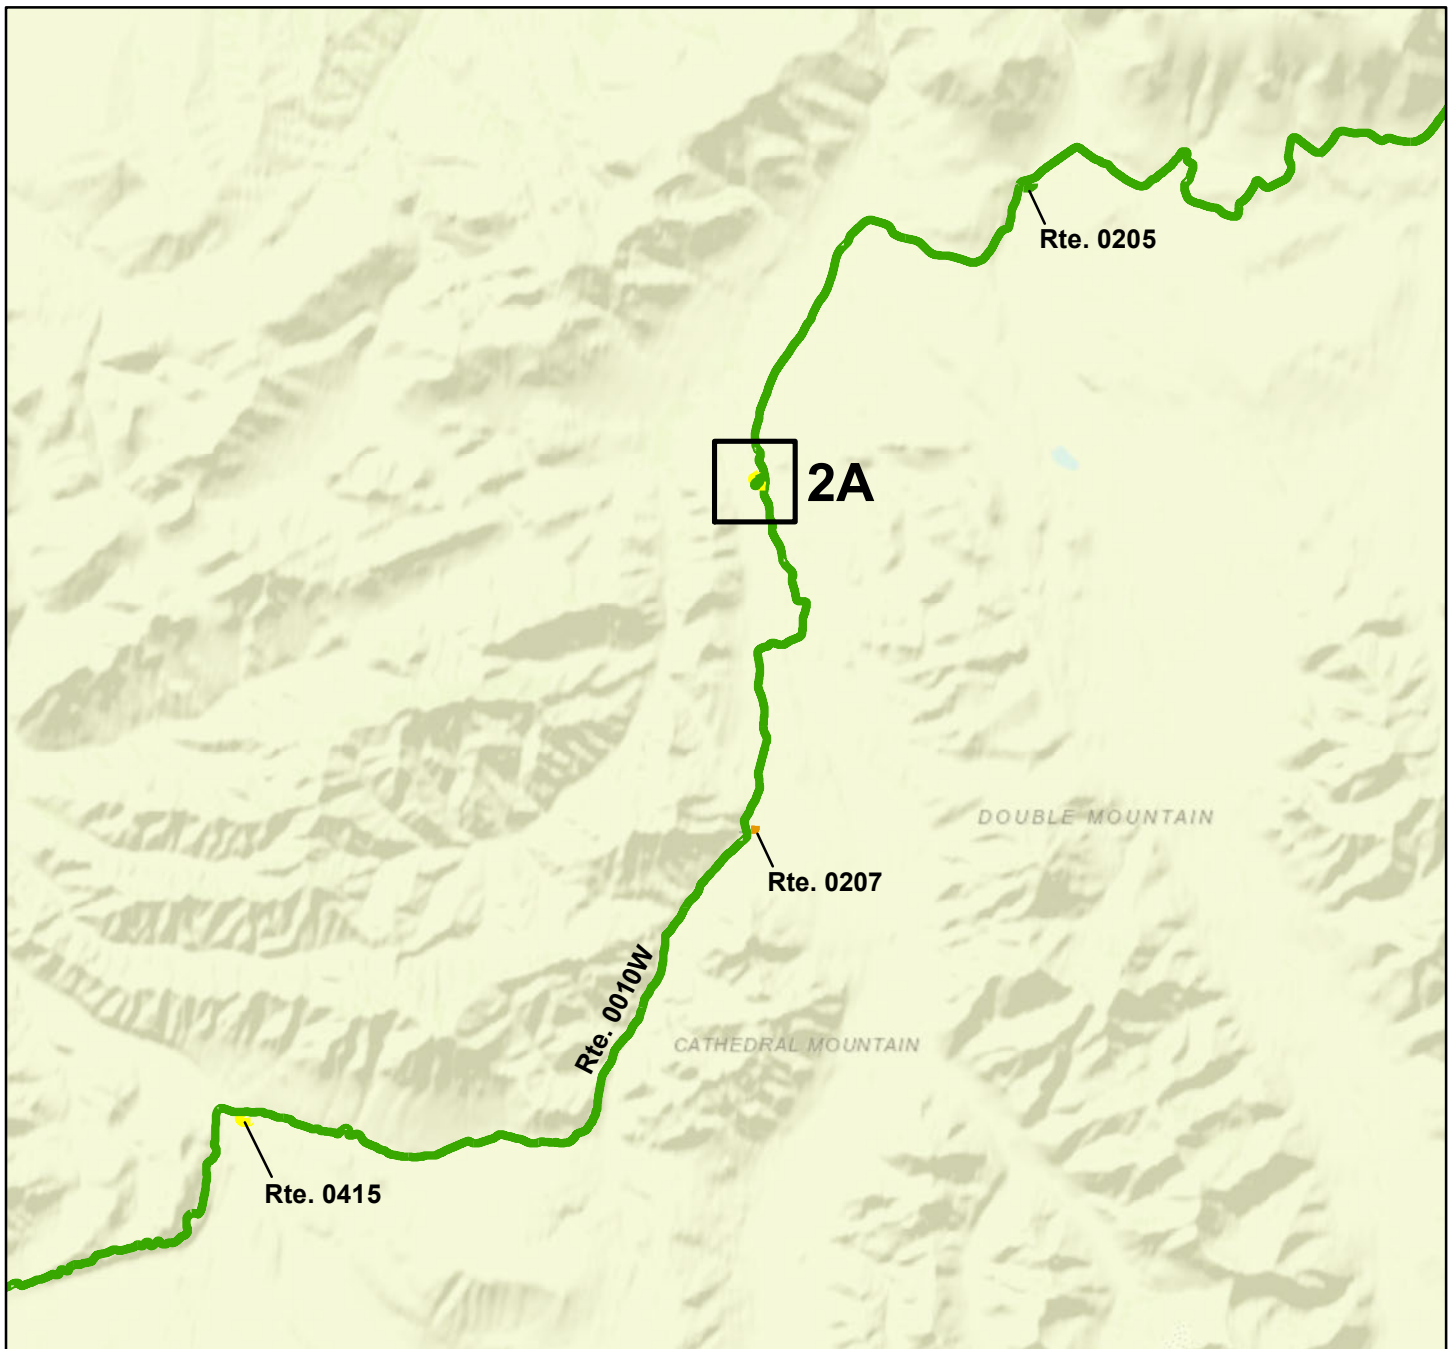 Rte. 0205
2A
DOUBLE MOUNTAIN
Rte. 0207
Rte. 0010W
CATHEDRAL MOUNTAIN
Rte. 0415